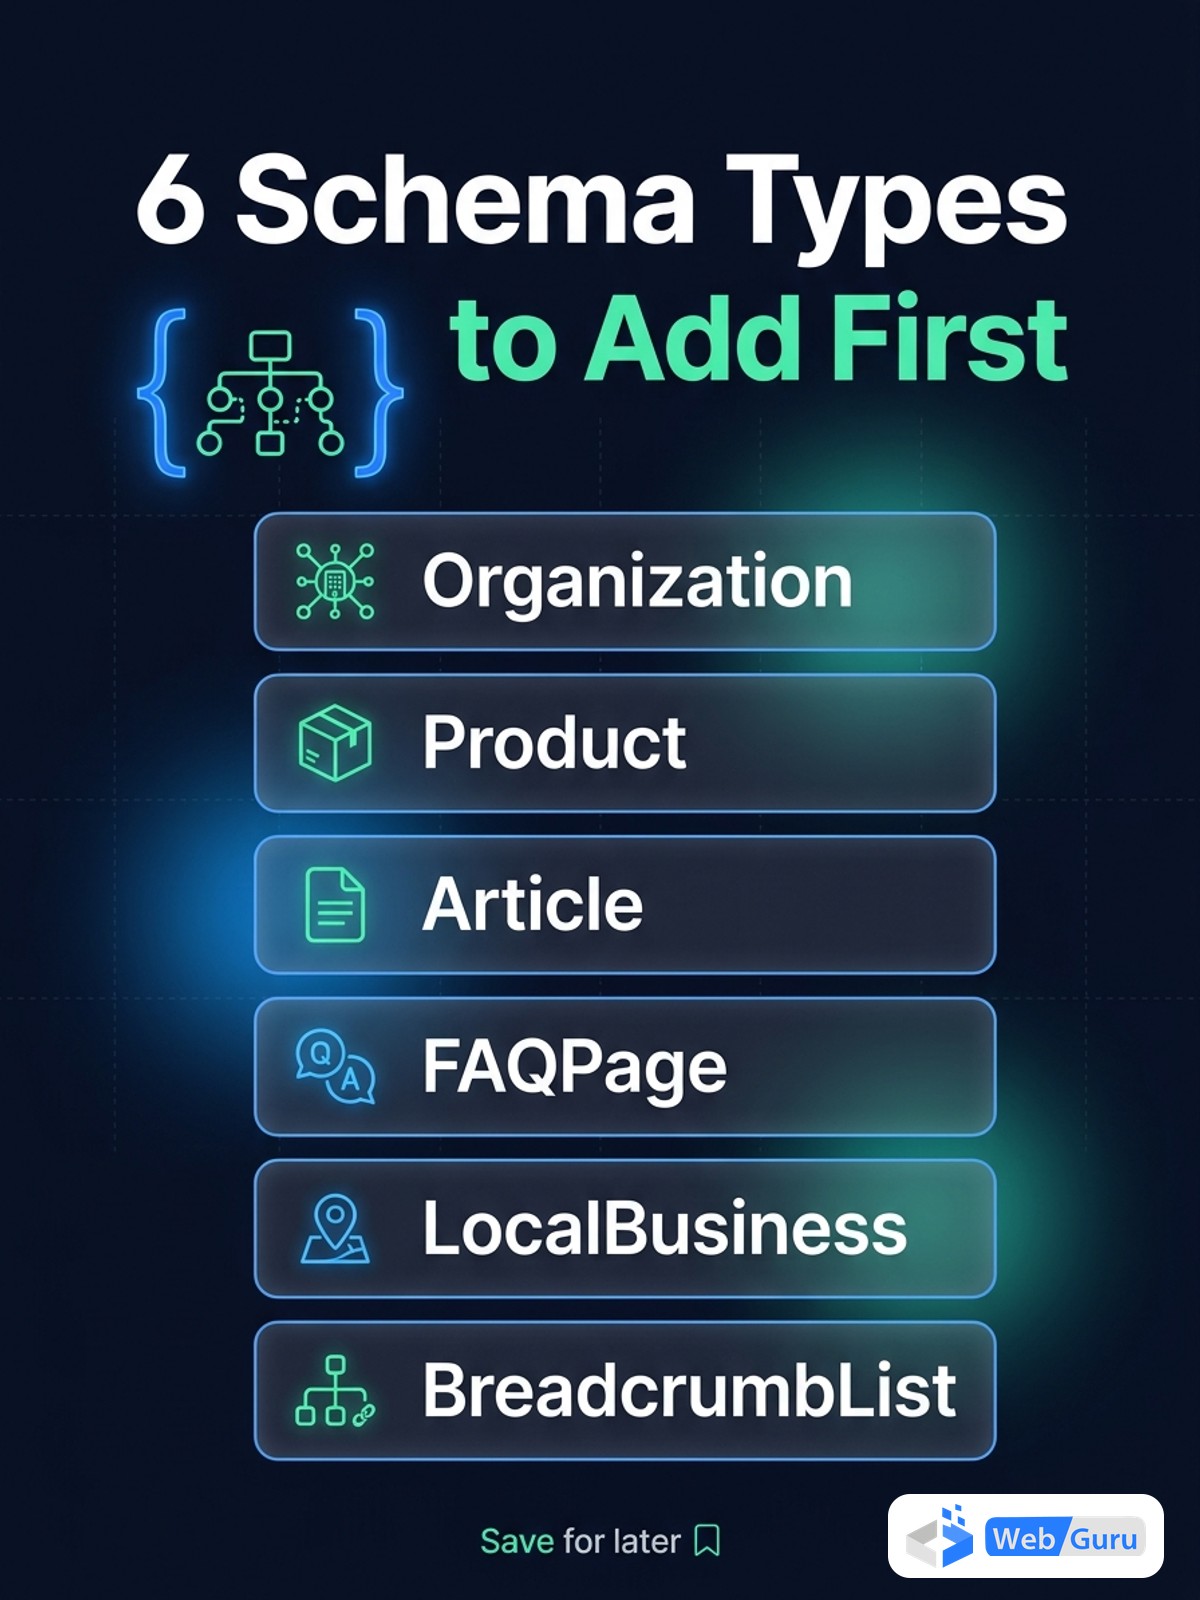 6 Schema Types
to Add First
Organization
Product
Article
Q
A
FAQPage
LocalBusiness
BreadcrumbList
Save for later
Web Guru